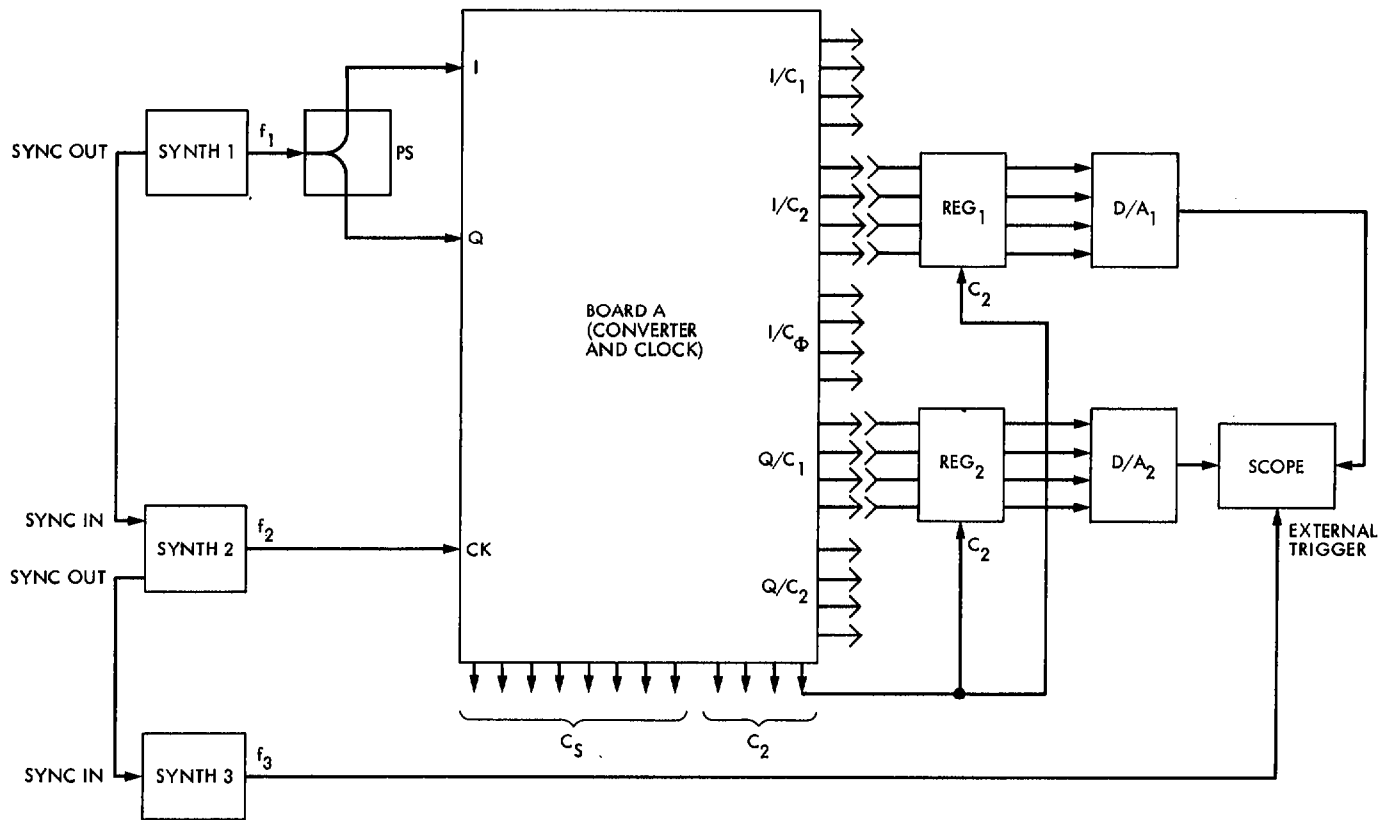 I
I/C₁
SYNC OUT
SYNTH 1
f₁
PS
Q
I/C₂
REG₁
D/A₁
C₂
BOARD A
(CONVERTER
AND CLOCK)
I/CΦ
Q/C₁
REG₂
D/A₂
SCOPE
EXTERNAL
TRIGGER
C₂
SYNC IN
SYNTH 2
f₂
CK
SYNC OUT
Q/C₂
Cₛ
C₂
SYNC IN
SYNTH 3
f₃